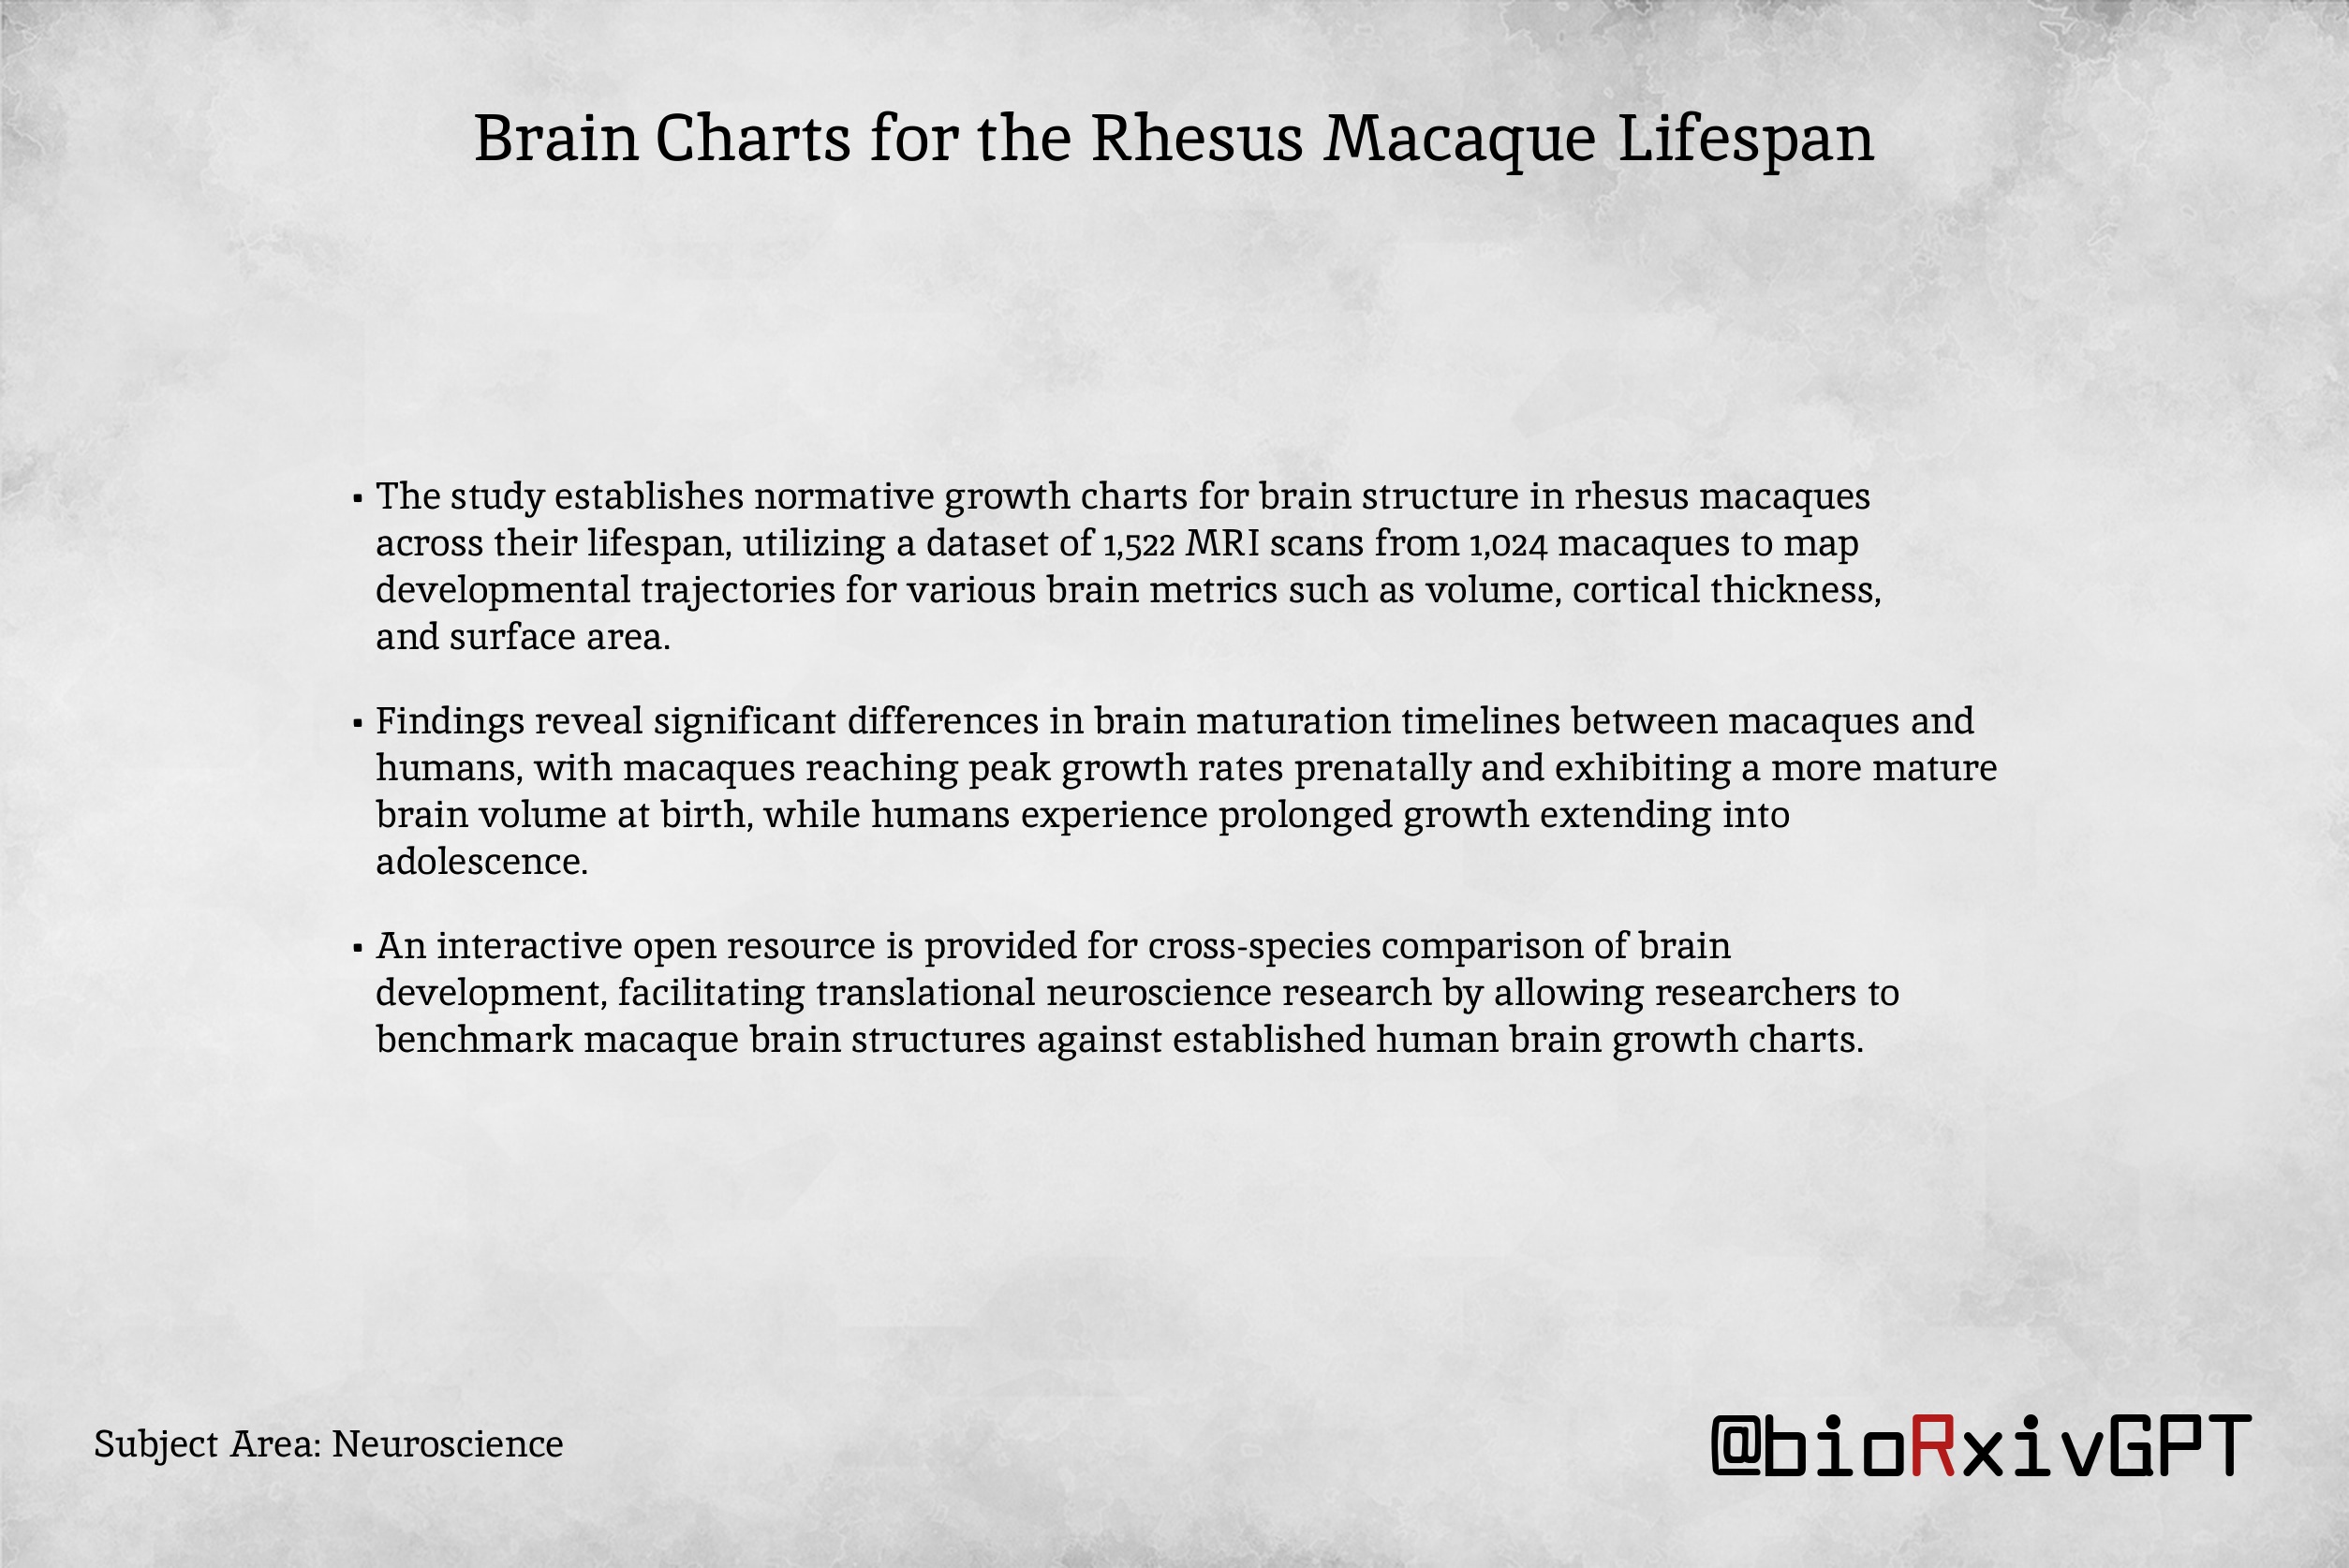 Brain Charts for the Rhesus Macaque Lifespan
▪ The study establishes normative growth charts for brain structure in rhesus macaques
across their lifespan, utilizing a dataset of 1,522 MRI scans from 1,024 macaques to map
developmental trajectories for various brain metrics such as volume, cortical thickness,
and surface area.
▪ Findings reveal significant differences in brain maturation timelines between macaques and
humans, with macaques reaching peak growth rates prenatally and exhibiting a more mature
brain volume at birth, while humans experience prolonged growth extending into
adolescence.
▪ An interactive open resource is provided for cross-species comparison of brain
development, facilitating translational neuroscience research by allowing researchers to
benchmark macaque brain structures against established human brain growth charts.
Subject Area: Neuroscience
@bioRxivGPT